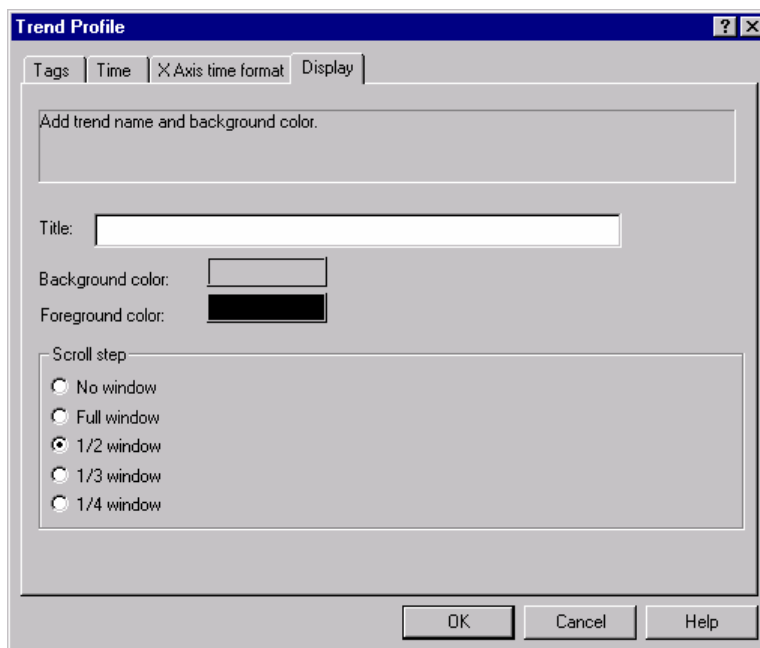 Trend Profile
Tags
Time
X Axis time format
Display
Add trend name and background color.
Title:
Background color:
Foreground color:
Scroll step
No window
Full window
1/2 window
1/3 window
1/4 window
OK
Cancel
Help